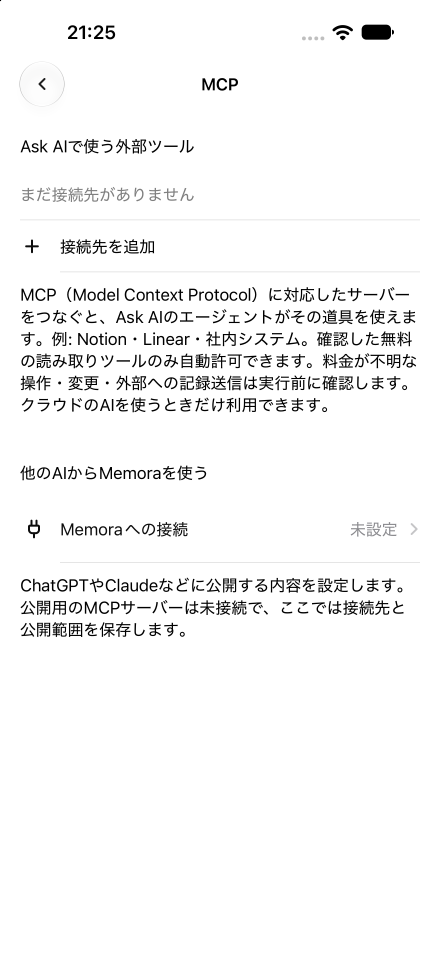 21:25
MCP
Ask AIで使う外部ツール
まだ接続先がありません
接続先を追加
MCP（Model Context Protocol）に対応したサーバー
をつなぐと、Ask AIのエージェントがその道具を使えま
す。例: Notion・Linear・社内システム。確認した無料
の読み取りツールのみ自動許可できます。料金が不明な
操作・変更・外部への記録送信は実行前に確認します。
クラウドのAIを使うときだけ利用できます。
他のAIからMemoraを使う
Memoraへの接続 未設定
ChatGPTやClaudeなどに公開する内容を設定します。
公開用のMCPサーバーは未接続で、ここでは接続先と
公開範囲を保存します。